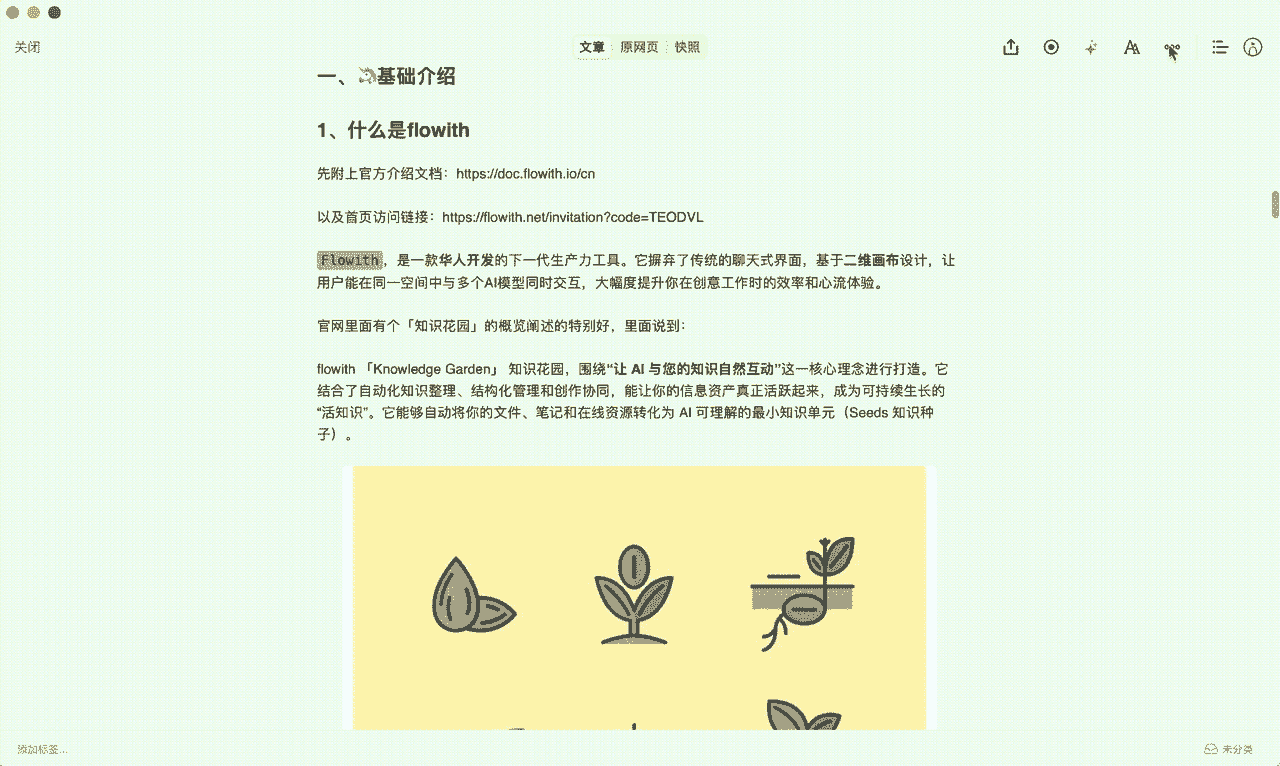 关闭
文章 原网页 快照
一、🦄基础介绍
1、什么是flowith
先附上官方介绍文档：https://doc.flowith.io/cn
以及首页访问链接：https://flowith.net/invitation?code=TEODVL
Flowith，是一款华人开发的下一代生产力工具。它摒弃了传统的聊天式界面，基于二维画布设计，让
用户能在同一空间中与多个AI模型同时交互，大幅度提升你在创意工作时的效率和心流体验。
官网里面有个「知识花园」的概览阐述的特别好，里面说到：
flowith 「Knowledge Garden」 知识花园，围绕“让 AI 与您的知识自然互动”这一核心理念进行打造。它
结合了自动化知识整理、结构化管理和创作协同，能让你的信息资产真正活跃起来，成为可持续生长的
“活知识”。它能够自动将你的文件、笔记和在线资源转化为 AI 可理解的最小知识单元（Seeds 知识种
子）。
添加标签...
未分类